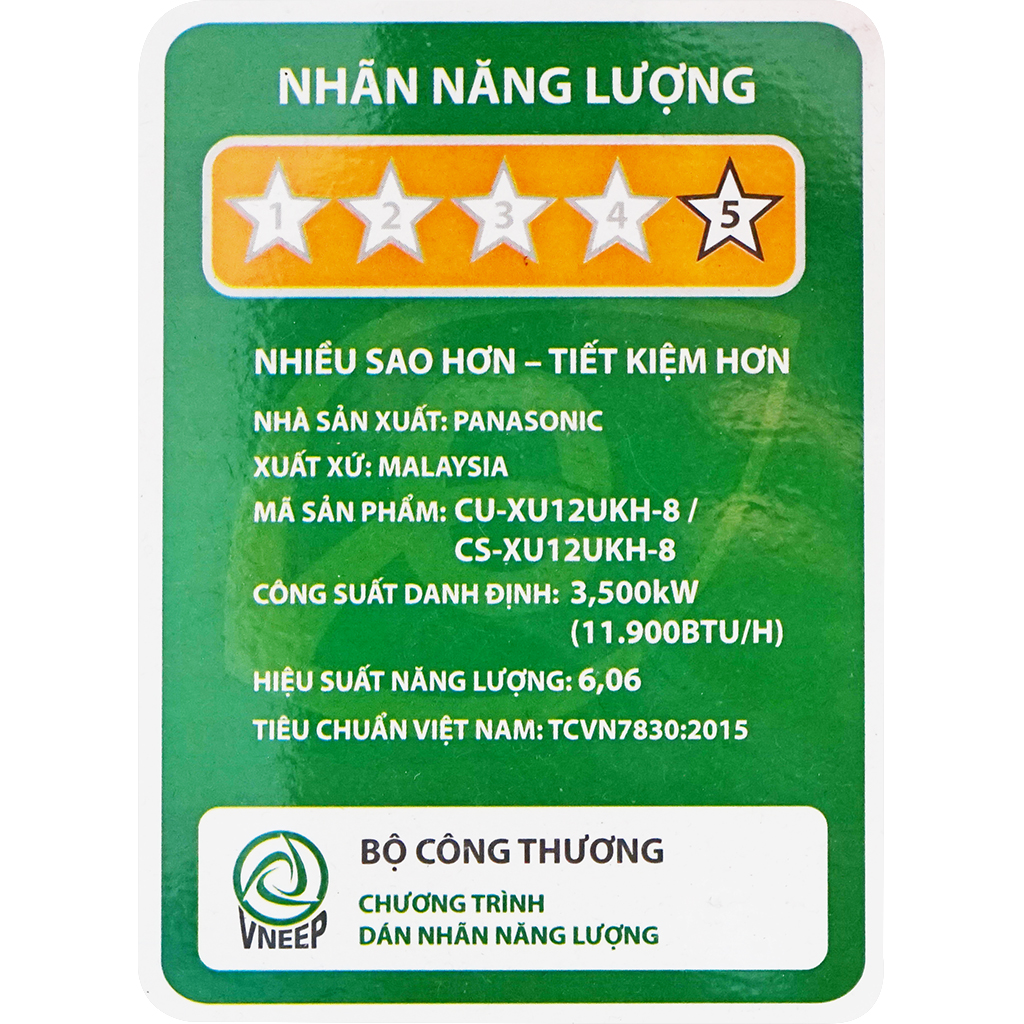 NHÃN NĂNG LƯỢNG
1 2 3 4 5
NHIỀU SAO HƠN – TIẾT KIỆM HƠN
NHÀ SẢN XUẤT: PANASONIC
XUẤT XỨ: MALAYSIA
MÃ SẢN PHẨM: CU-XU12UKH-8 /
CS-XU12UKH-8
CÔNG SUẤT DANH ĐỊNH: 3,500kW
(11.900BTU/H)
HIỆU SUẤT NĂNG LƯỢNG: 6,06
TIÊU CHUẨN VIỆT NAM: TCVN7830:2015
BỘ CÔNG THƯƠNG
CHƯƠNG TRÌNH
DÁN NHÃN NĂNG LƯỢNG
VNEEP